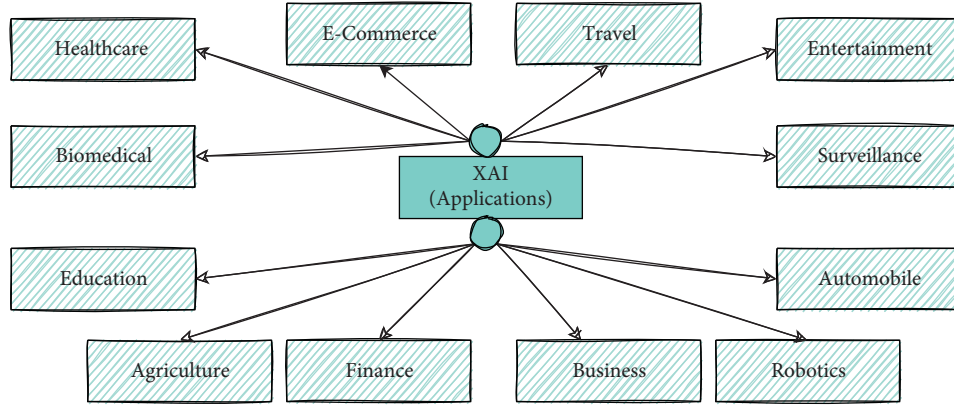 E-Commerce
Travel
Healthcare
Entertainment
Biomedical
Surveillance
XAI
(Applications)
Education
Automobile
Agriculture
Finance
Business
Robotics